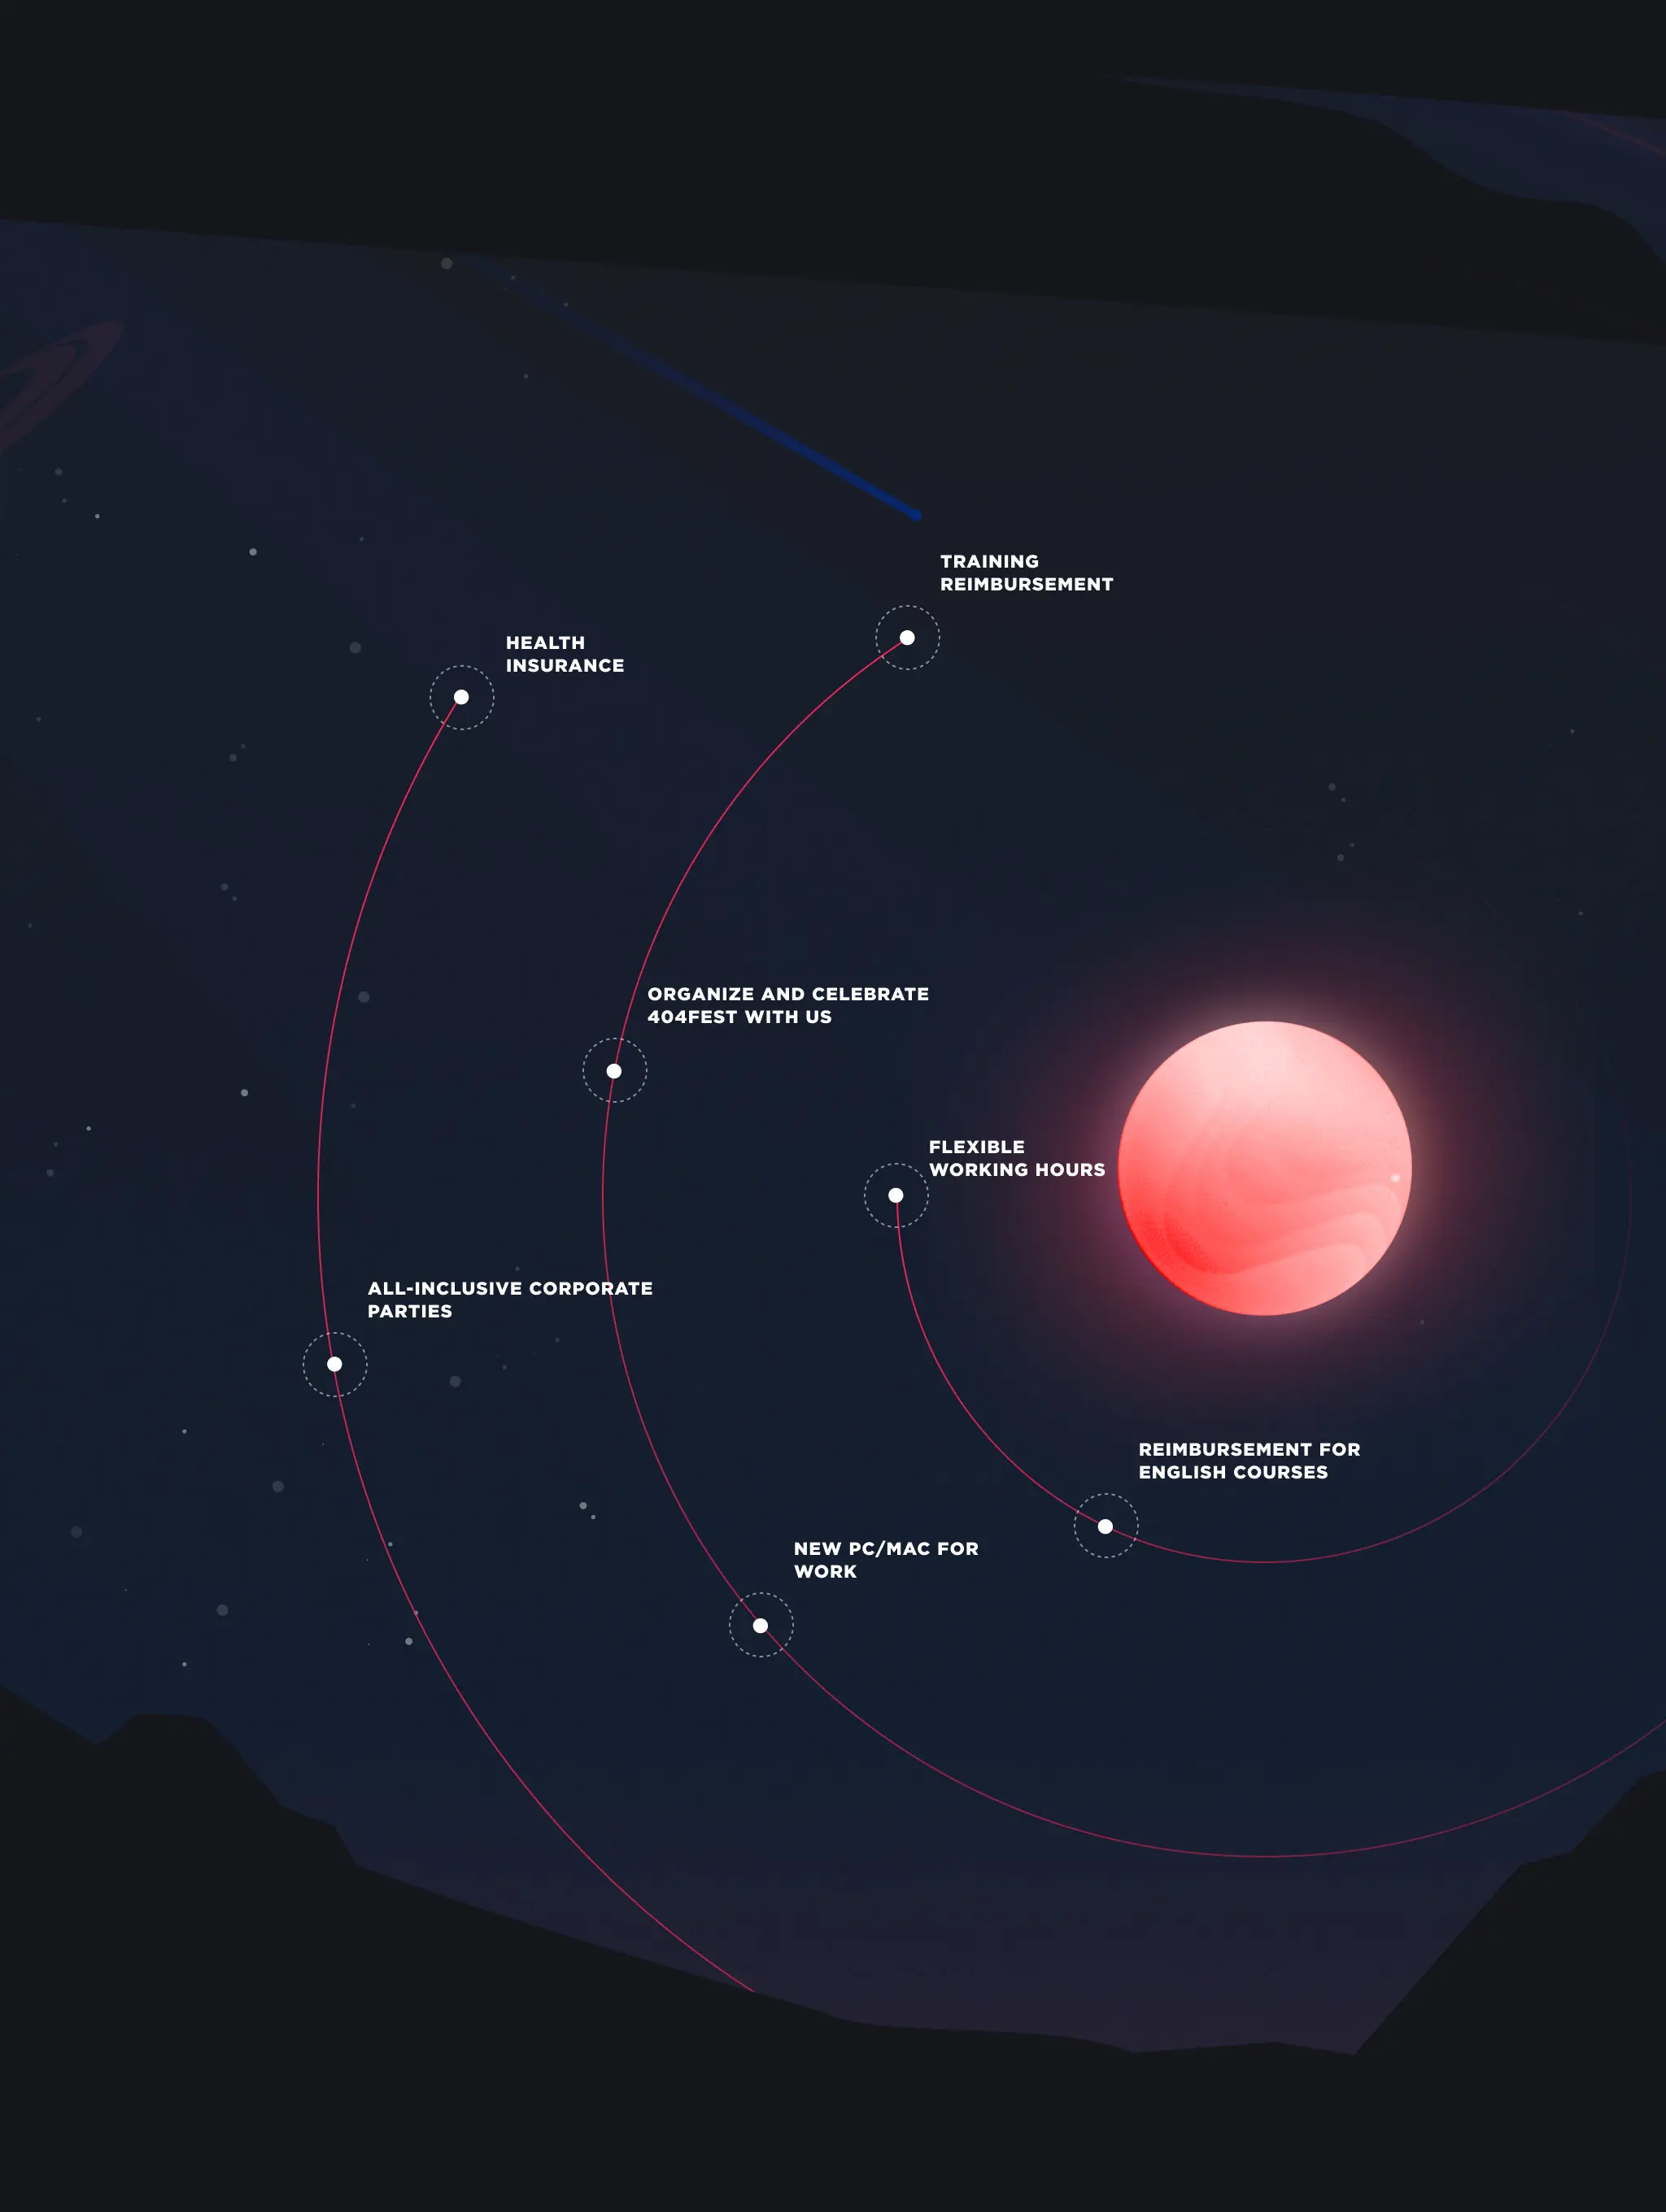 TRAINING
REIMBURSEMENT
HEALTH
INSURANCE
ORGANIZE AND CELEBRATE
404FEST WITH US
FLEXIBLE
WORKING HOURS
ALL-INCLUSIVE CORPORATE
PARTIES
REIMBURSEMENT FOR
ENGLISH COURSES
NEW PC/MAC FOR
WORK